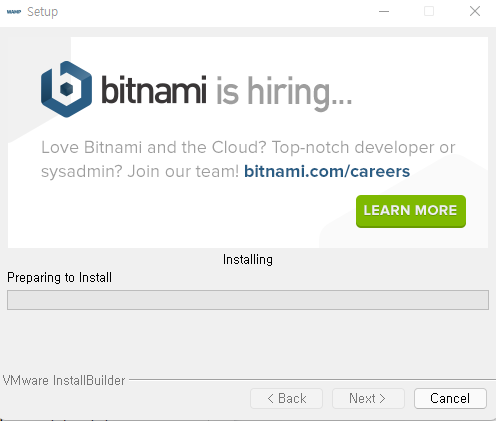 WAMP Setup
bitnami is hiring...
Love Bitnami and the Cloud? Top-notch developer or
sysadmin? Join our team! bitnami.com/careers
LEARN MORE
Installing
Preparing to Install
VMware InstallBuilder
< Back Next > Cancel